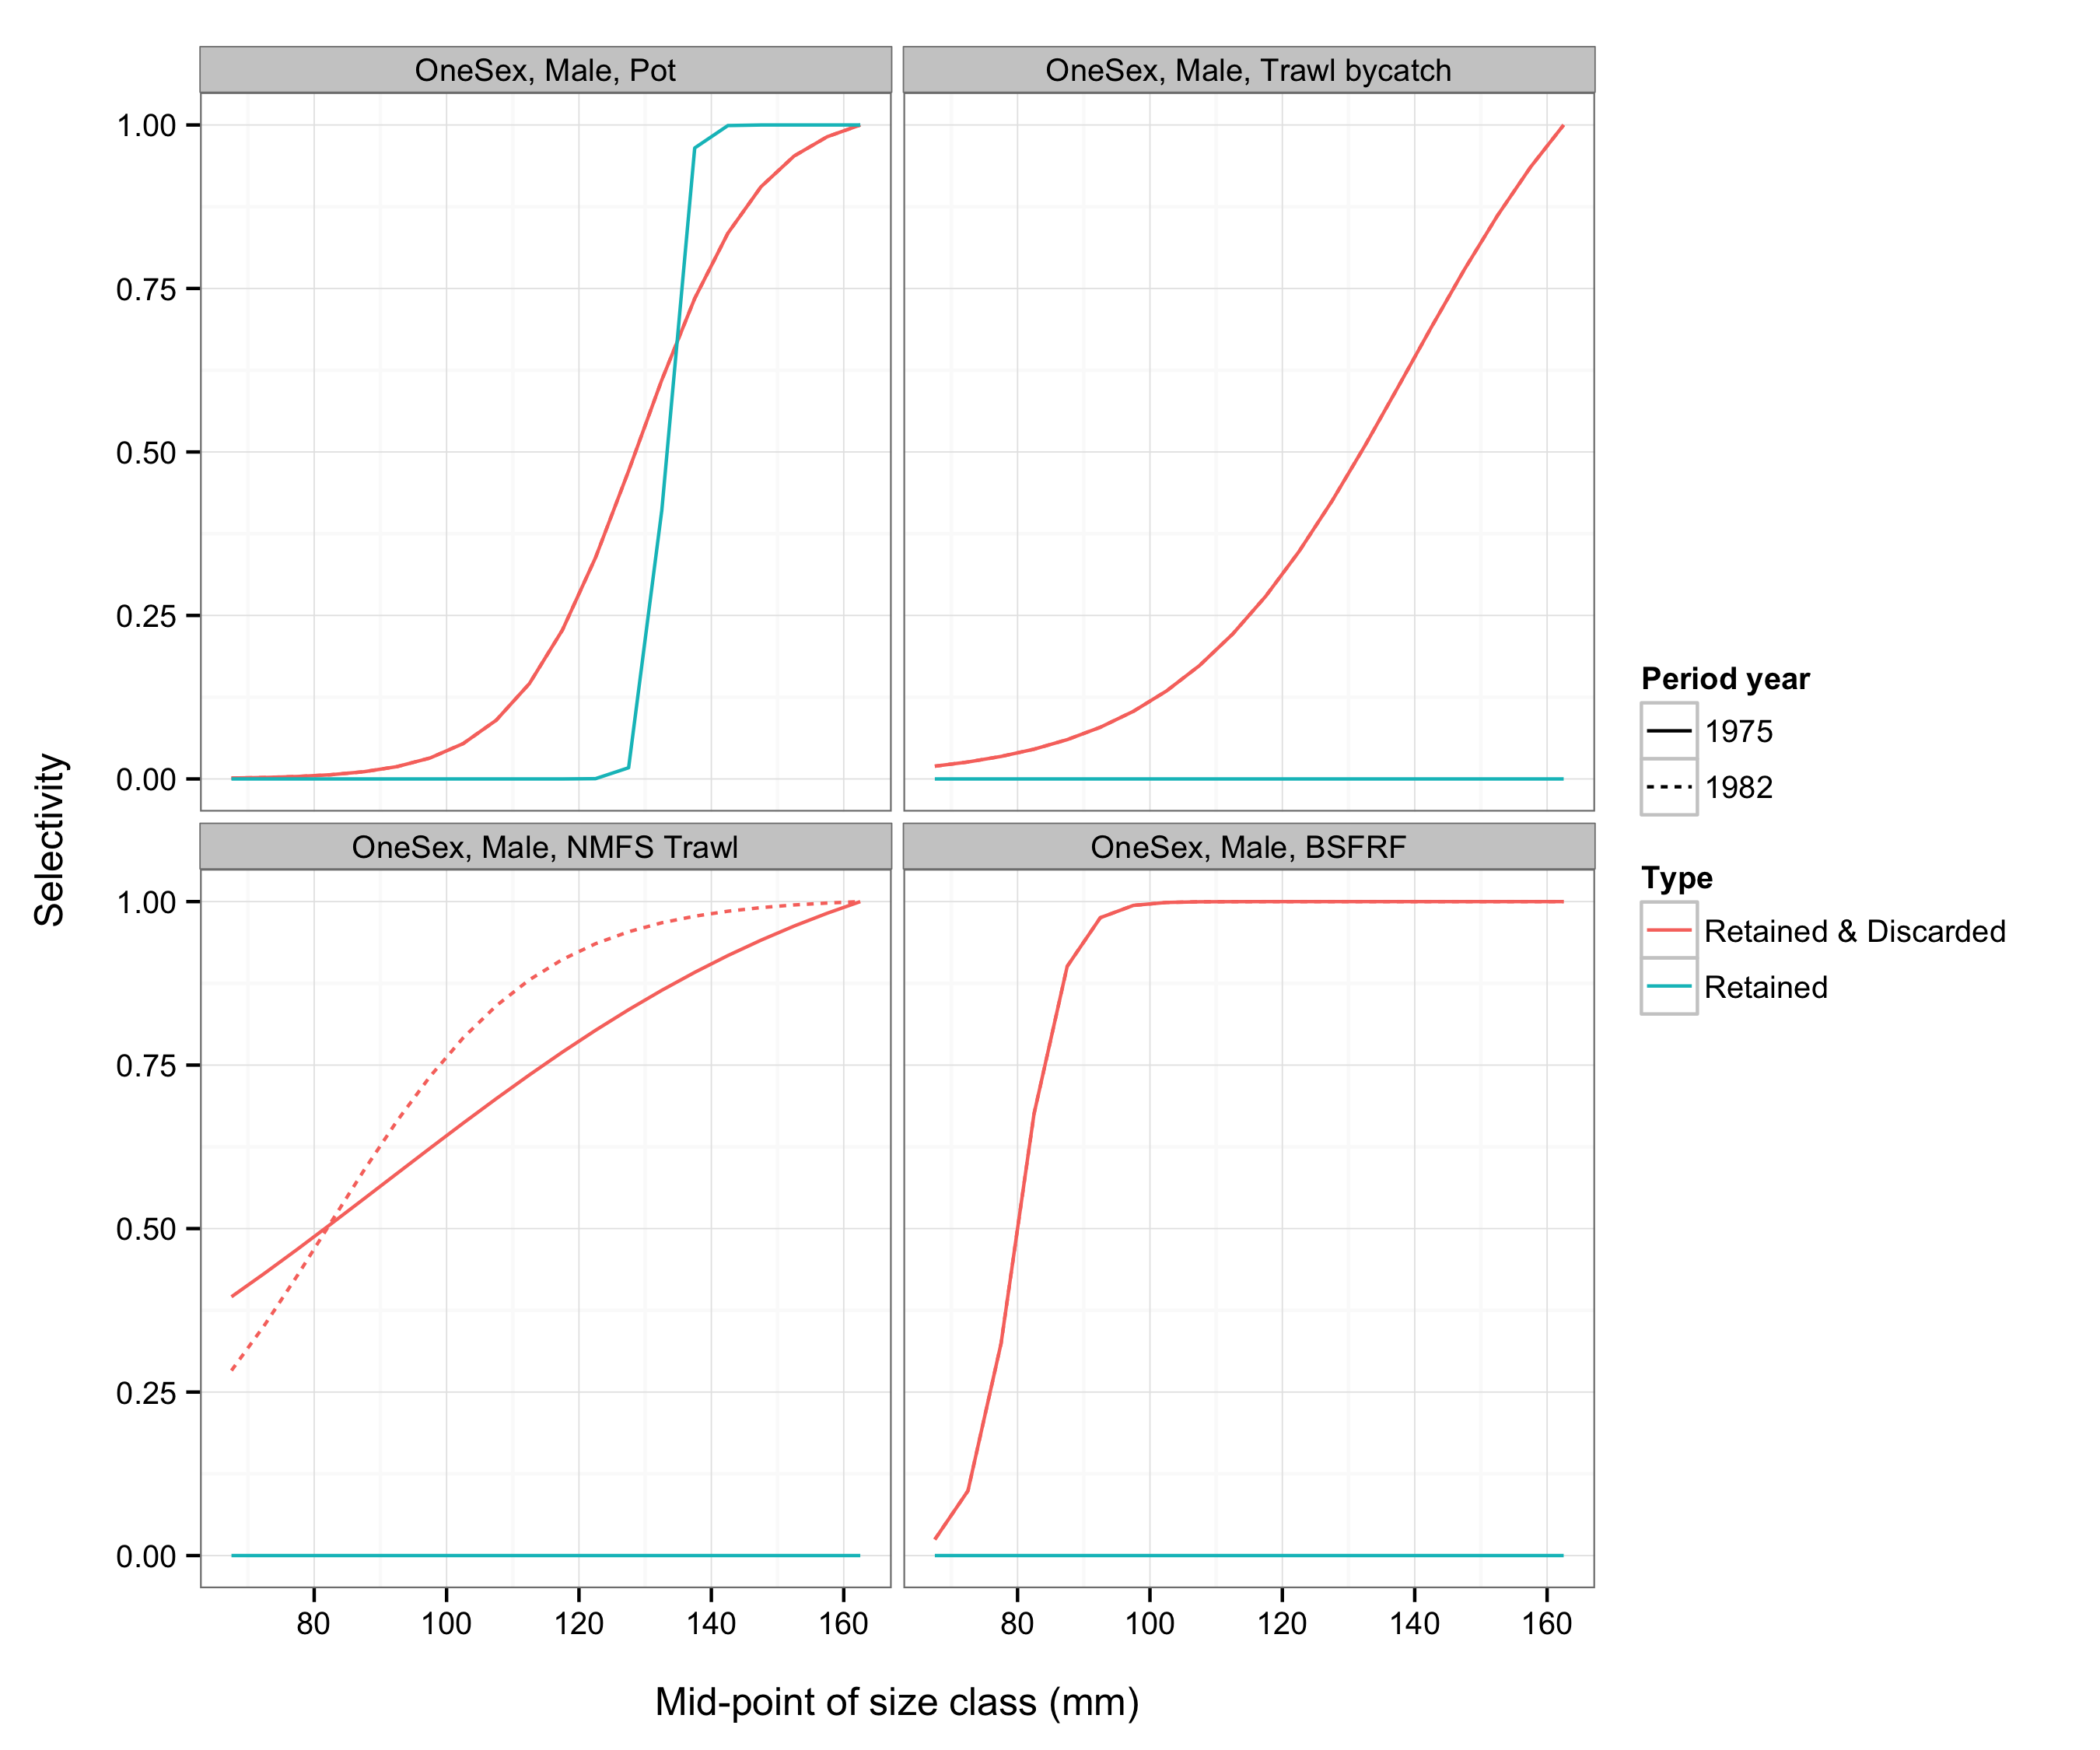 OneSex, Male, Pot
OneSex, Male, Trawl bycatch
1.00
0.75
0.50
0.25
0.00
OneSex, Male, NMFS Trawl
OneSex, Male, BSFRF
1.00
0.75
0.50
0.25
0.00
80 100 120 140 160
80 100 120 140 160
Mid-point of size class (mm)
Selectivity
Period year
1975
1982
Type
Retained & Discarded
Retained